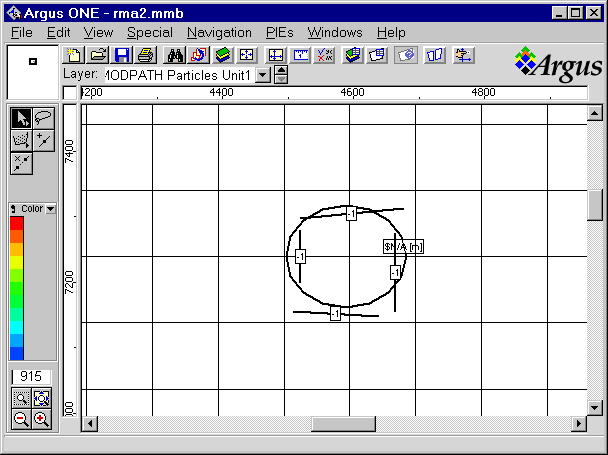 Argus ONE - rma2.mmb
File Edit View Special Navigation PIEs Windows Help
Argus
Layer: MODPATH Particles Unit1
4200 4400 4600 4800
7400
7200
00
Color
-1
$N/A [m]
-1
-1
-1
915